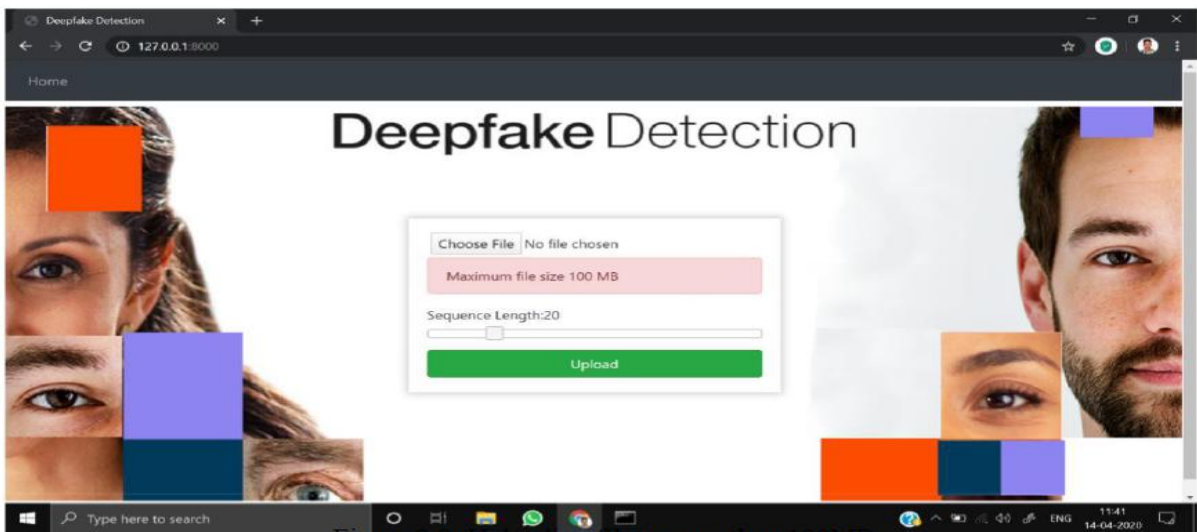 Deepfake Detection
127.0.0.1:8000
Home
Deepfake Detection
Choose File No file chosen
Maximum file size 100 MB
Sequence Length:20
Upload
Type here to search
ENG
11:41
14-04-2020